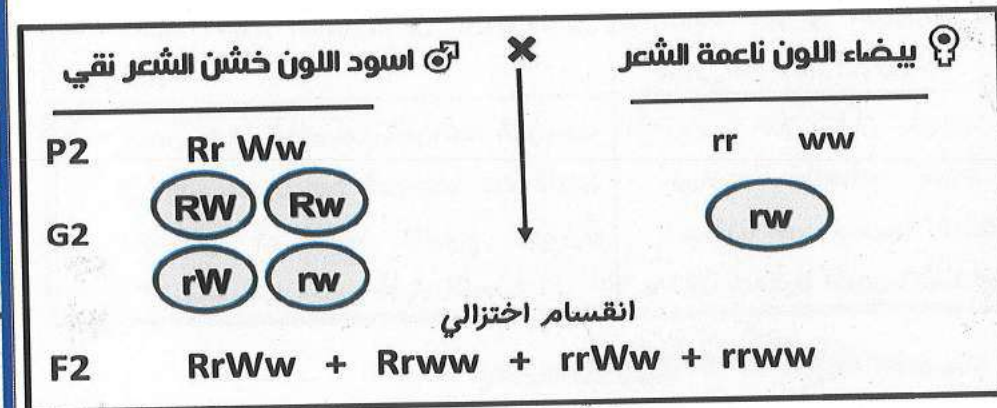 ♀ بيضاء اللون ناعمة الشعر × ♂ اسود اللون خشن الشعر نقي
P2 Rr Ww rr ww
RW Rw rw
G2
rW rw
انقسام اختزالي
F2 RrWw + Rrww + rrWw + rrww